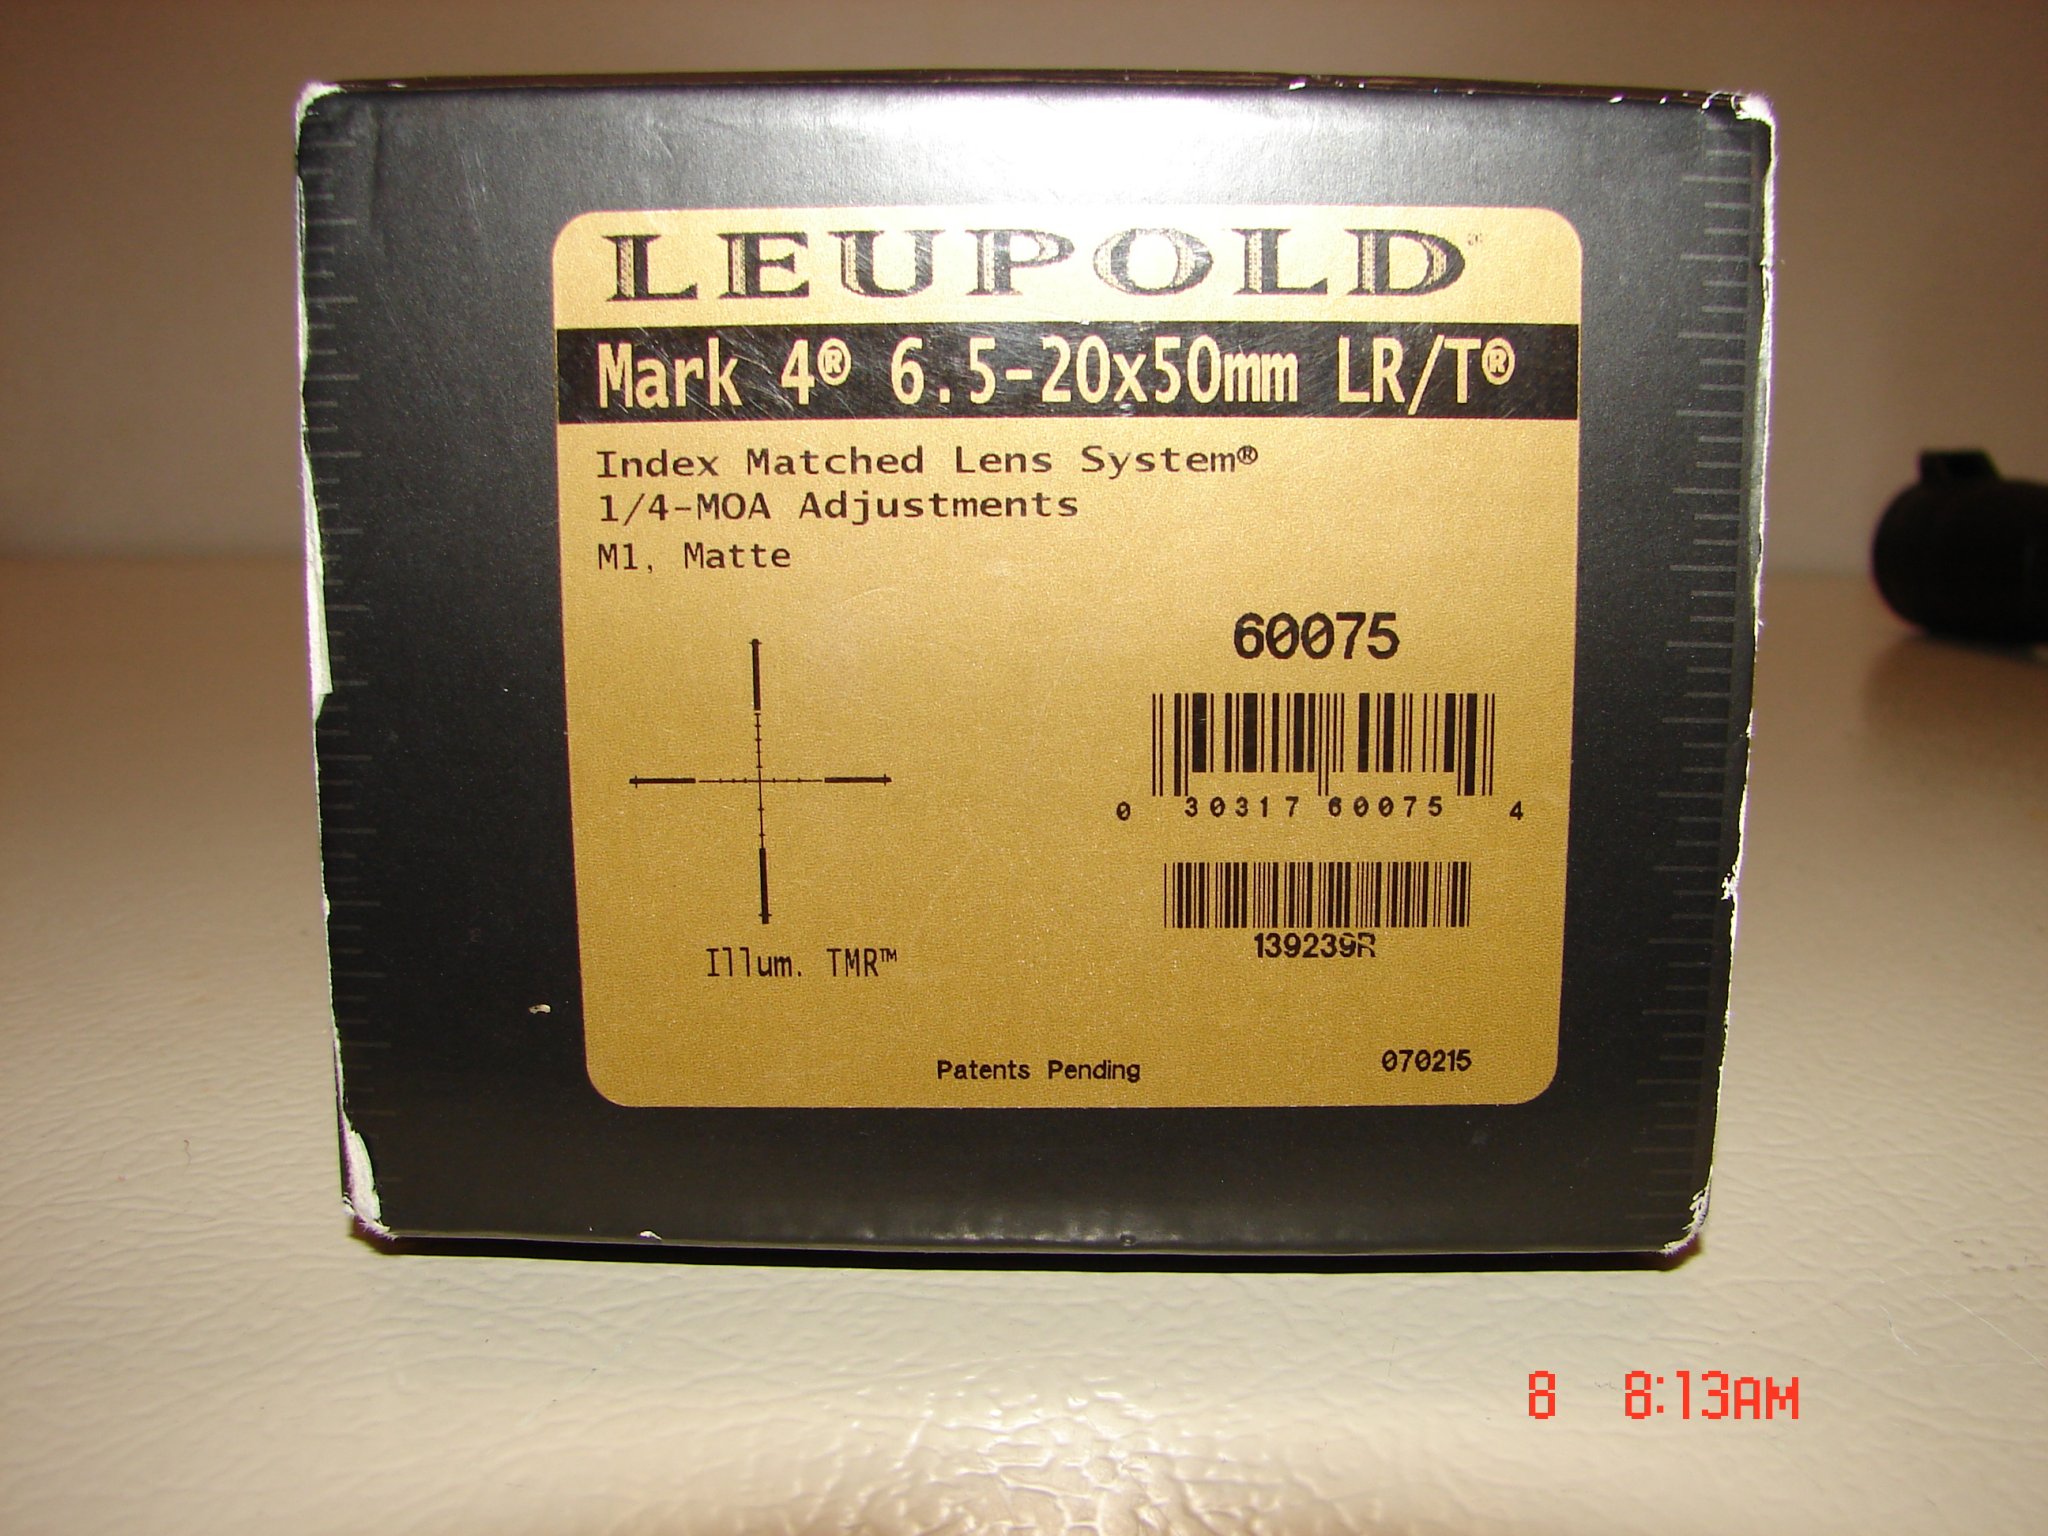 LEUPOLD®
Mark 4® 6.5-20x50mm LR/T®
Index Matched Lens System®
1/4-MOA Adjustments
M1, Matte
60075
0 30317 60075 4
139239R
Illum. TMR™
Patents Pending 070215
8 8:13AM